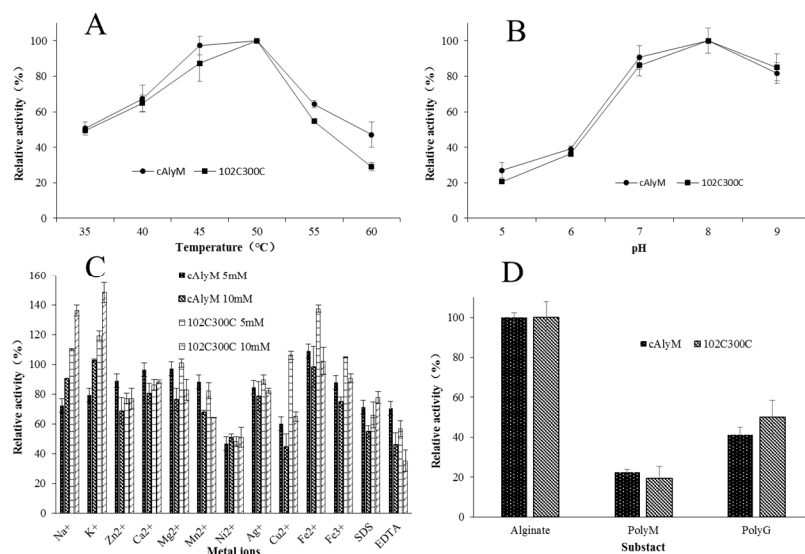 A
Relative activity (%)
100
80
60
40
20
0
cAlyM
102C300C
35 40 45 50 55 60
Temperature (°C)
B
Relative activity (%)
100
80
60
40
20
0
cAlyM
102C300C
5 6 7 8 9
pH
C
Relative activity (%)
160
140
120
100
80
60
40
20
0
cAlyM 5mM
cAlyM 10mM
102C300C 5mM
102C300C 10mM
Na+ K+ Zn2+ Ca2+ Mg2+ Mn2+ Ni2+ Ag+ Cu2+ Fe2+ Fe3+ SDS EDTA
Metal ions
D
Relative activity (%)
100
80
60
40
20
0
cAlyM
102C300C
Alginate PolyM PolyG
Substact